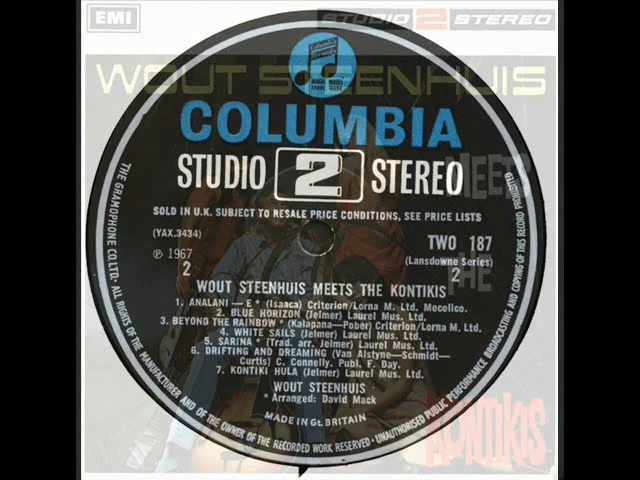 EMI
STUDIO 2 STEREO
WOUT STEENHUIS
MEETS
THE
KONTIKIS
COLUMBIA
STUDIO 2 STEREO
SOLD IN U.K. SUBJECT TO RESALE PRICE CONDITIONS, SEE PRICE LISTS
(YAX.3434)
TWO 187
℗ 1967
(Lansdowne Series)
2
2
WOUT STEENHUIS MEETS THE KONTIKIS
1. ANALANI — E* (Isaaca) Criterion/Lorna M. Ltd. Mecolico.
2. BLUE HORIZON (Jelmer) Laurel Mus. Ltd.
3. BEYOND THE RAINBOW * (Kalapana—Pober) Criterion/Lorna M. Ltd.
4. WHITE SAILS (Jelmer) Laurel Mus. Ltd.
5. SARINA * (Trad. arr. Jelmer) Laurel Mus. Ltd.
6. DRIFTING AND DREAMING (Van Alstyne—Schmidt—
Curtis) C. Connelly. Publ. F. Day.
7. KONTIKI HULA (Jelmer) Laurel Mus. Ltd.
WOUT STEENHUIS
* Arranged: David Mack
MADE IN Gt. BRITAIN
THE GRAMOPHONE CO. LTD. ALL RIGHTS OF THE MANUFACTURER AND OF THE OWNER OF THE RECORDED WORK RESERVED · UNAUTHORISED PUBLIC PERFORMANCE BROADCASTING AND COPYING OF THIS RECORD PROHIBITED